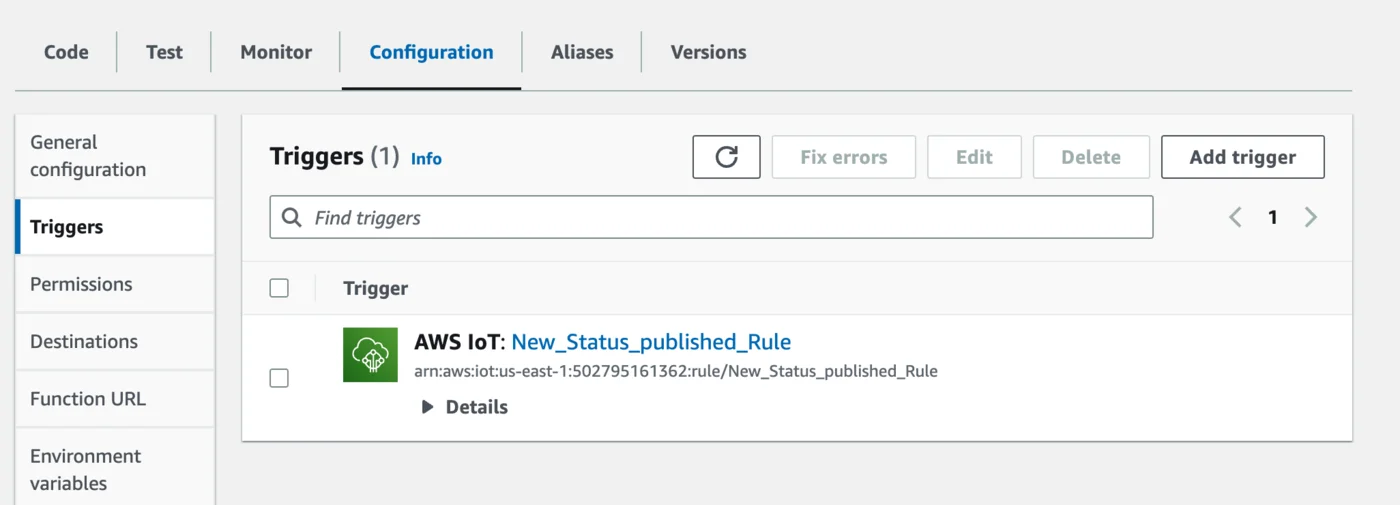 Code Test Monitor Configuration Aliases Versions
General
configuration
Triggers
Permissions
Destinations
Function URL
Environment
variables
Triggers (1) Info Fix errors Edit Delete Add trigger
Find triggers 1
Trigger
AWS IoT: New_Status_published_Rule
arn:aws:iot:us-east-1:502795161362:rule/New_Status_published_Rule
Details